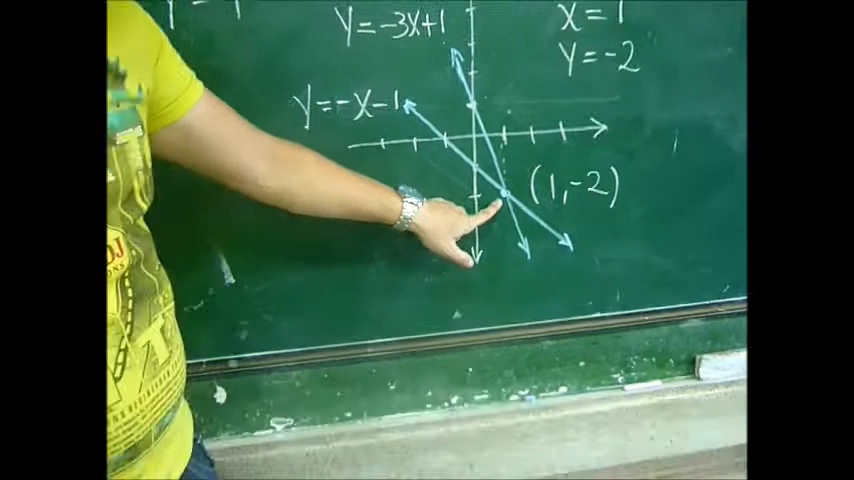 y=-3x+1
x=1
y=-2
y=-x-1
(1,-2)